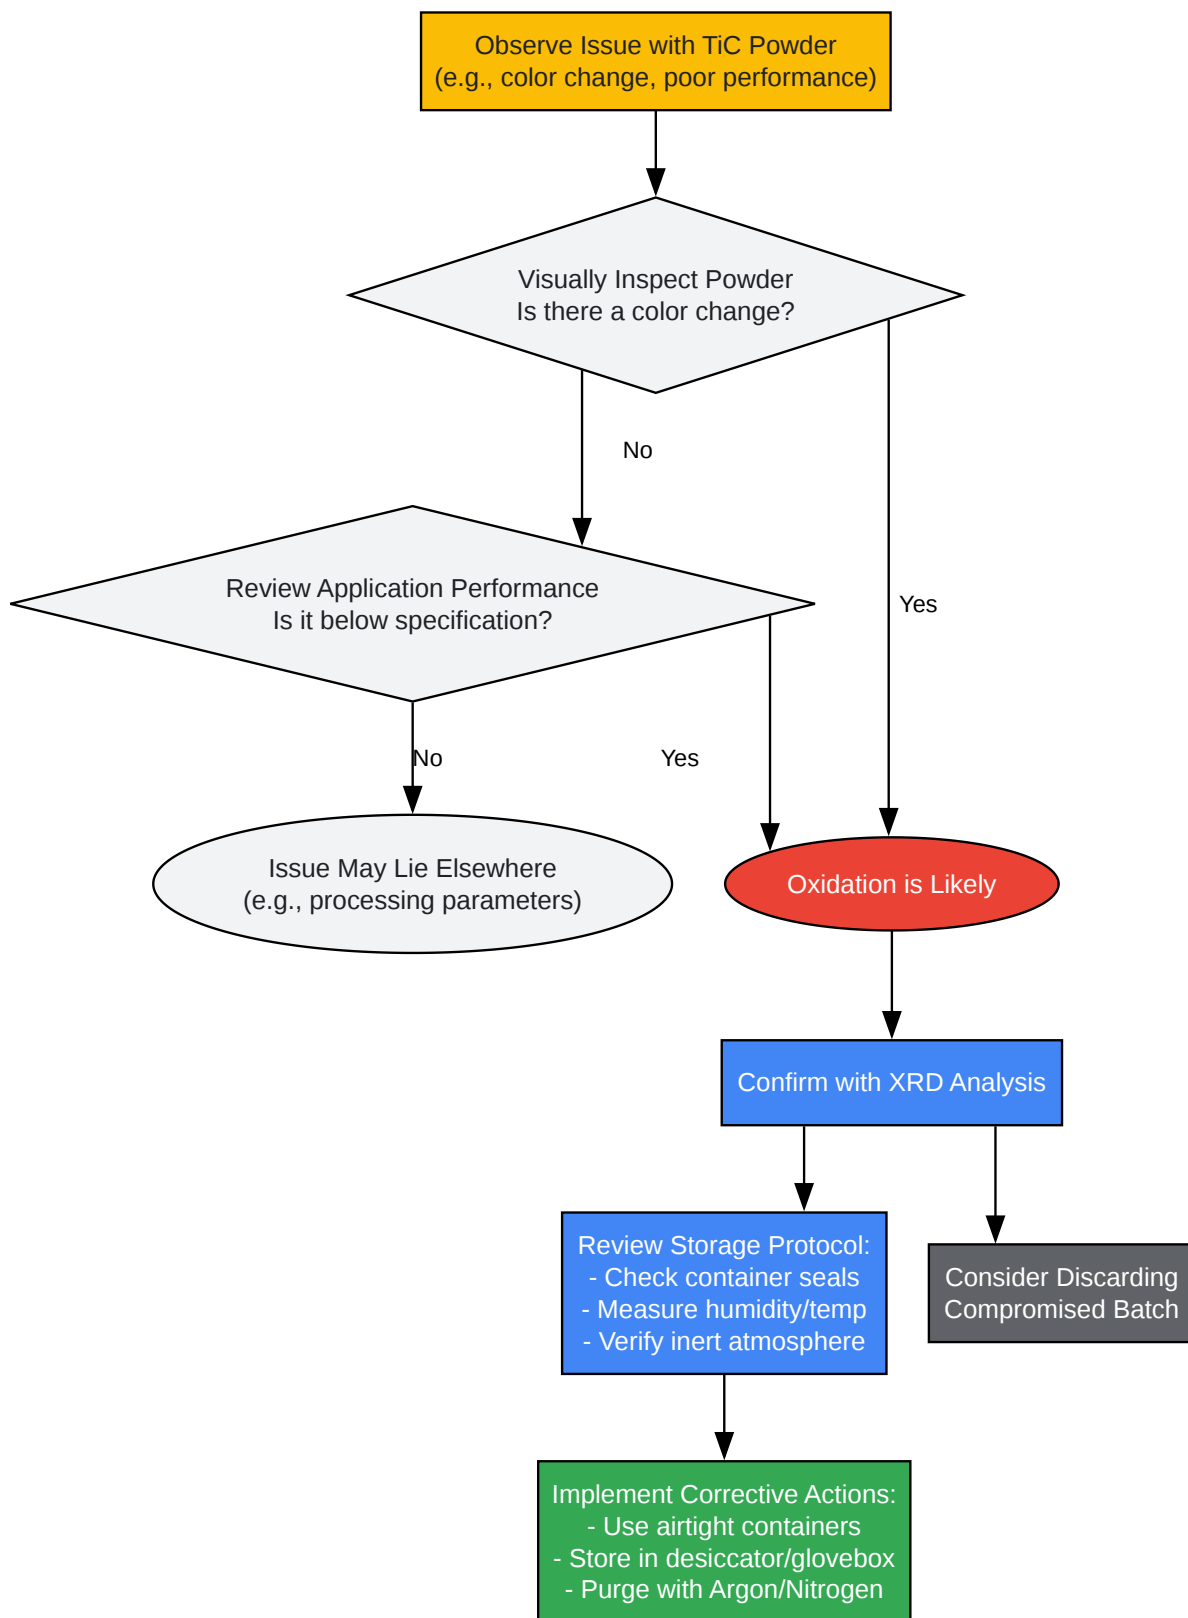 Observe Issue with TiC Powder
(e.g., color change, poor performance)
Visually Inspect Powder
Is there a color change?
No
Yes
Review Application Performance
Is it below specification?
No
Yes
Issue May Lie Elsewhere
(e.g., processing parameters)
Oxidation is Likely
Confirm with XRD Analysis
Review Storage Protocol:
- Check container seals
- Measure humidity/temp
- Verify inert atmosphere
Consider Discarding
Compromised Batch
Implement Corrective Actions:
- Use airtight containers
- Store in desiccator/glovebox
- Purge with Argon/Nitrogen